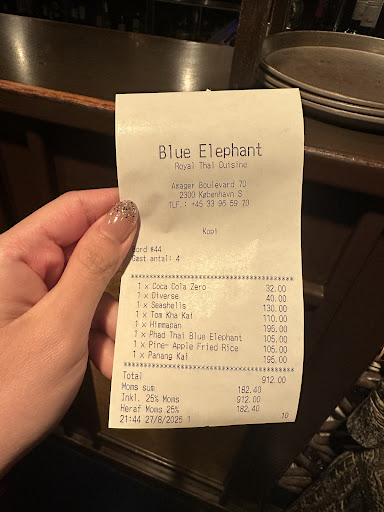 Blue Elephant
Royal Thai Cuisine
Amager Boulevard 70
2300 København S
TLF.: +45 33 95 59 70
Kopi
Bord #44
Gast antal: 4
1 x Coca Cola Zero 32.00
1 x Diverse 40.00
1 x Seashells 130.00
1 x Tom Kha Kai 110.00
1 x Himmapan 195.00
1 x Phad Thai Blue Elephant 105.00
1 x Pine- Apple Fried Rice 105.00
1 x Panang Kai 195.00
Total 912.00
Moms sum 182.40
Inkl. 25% Moms 912.00
Heraf Moms 25% 182.40
21:44 27/8/2025 1 10